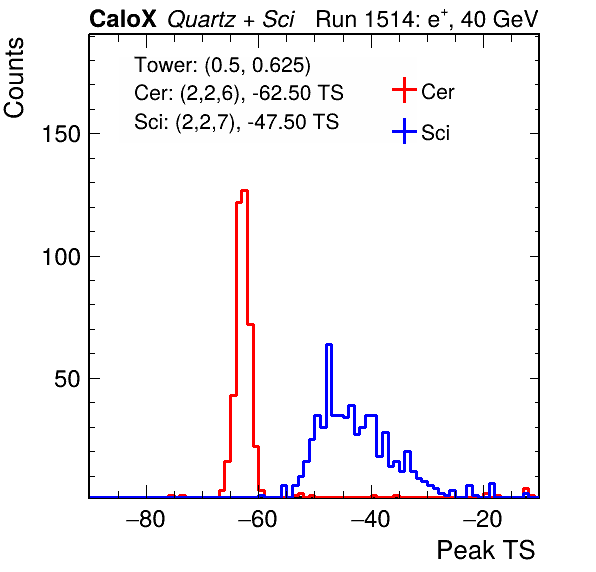 CaloX Quartz + Sci Run 1514: e⁺, 40 GeV
Counts
Tower: (0.5, 0.625)
Cer: (2,2,6), -62.50 TS
Sci: (2,2,7), -47.50 TS
Cer
Sci
150
100
50
−80 −60 −40 −20
Peak TS